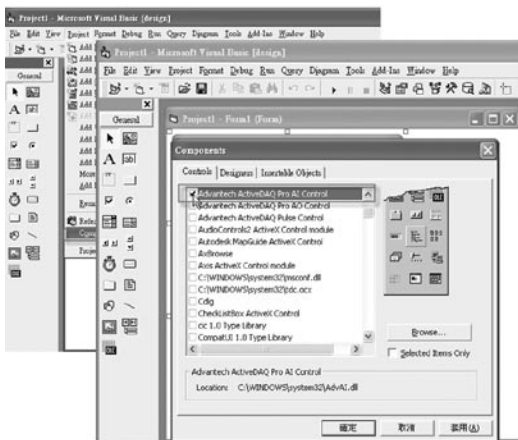 Project1 - Microsoft Visual Basic [design]
File Edit View Project Format Debug Run Query Diagram Tools Add-Ins Window Help
General
Project1 - Microsoft Visual Basic [design]
File Edit View Project Format Debug Run Query Diagram Tools Add-Ins Window Help
General
Project1 - Form1 (Form)
Components
Controls Designers Insertable Objects
Advantech ActiveDAQ Pro AI Control
Advantech ActiveDAQ Pro AO Control
Advantech ActiveDAQ Pulse Control
AudioControls2 ActiveX Control module
Autodesk MapGuide ActiveX Control
AxBrowse
Axis ActiveX Control module
C:\WINDOWS\system32\msconf.dll
C:\WINDOWS\system32\tdc.ocx
Cdlg
CheckListBox ActiveX Control
cc 1.0 Type Library
CompatUI 1.0 Type Library
Browse...
Selected Items Only
Advantech ActiveDAQ Pro AI Control
Location: C:\WINDOWS\system32\AdvAI.dll
確定 取消 套用(A)